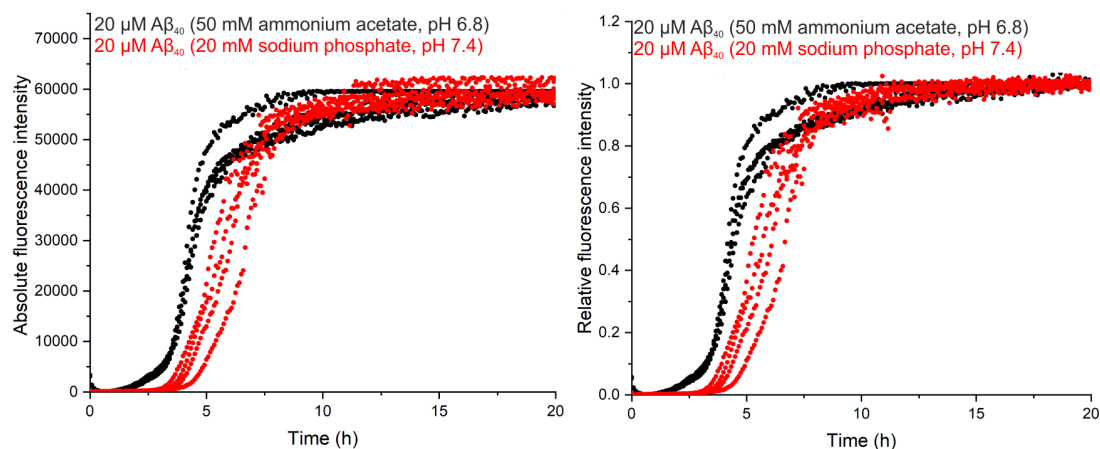 20 µM Aβ₄₀ (50 mM ammonium acetate, pH 6.8)
20 µM Aβ₄₀ (20 mM sodium phosphate, pH 7.4)
70000
60000
50000
40000
30000
20000
10000
0
Absolute fluorescence intensity
0 5 10 15 20
Time (h)
20 µM Aβ₄₀ (50 mM ammonium acetate, pH 6.8)
20 µM Aβ₄₀ (20 mM sodium phosphate, pH 7.4)
1.2
1.0
0.8
0.6
0.4
0.2
0.0
Relative fluorescence intensity
0 5 10 15 20
Time (h)